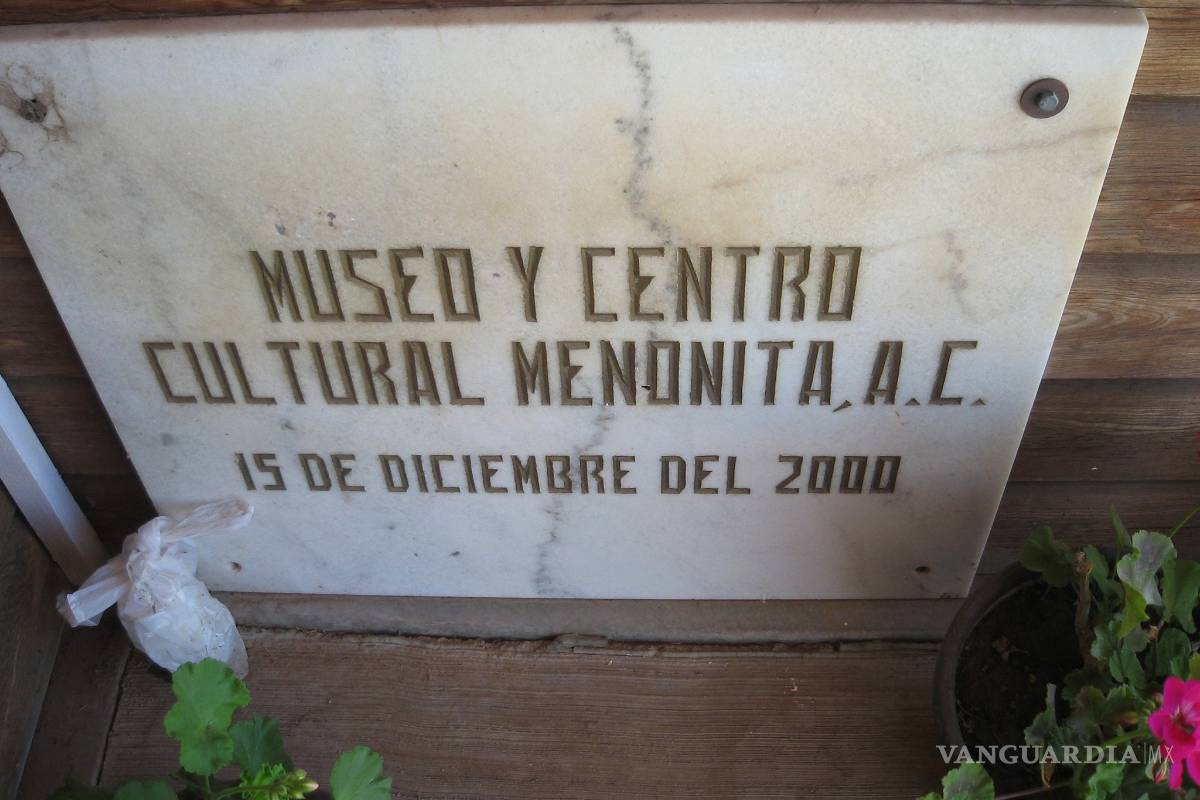 MUSEO Y CENTRO
CULTURAL MENONITA, A.C.
15 DE DICIEMBRE DEL 2000
VANGUARDIA|MX